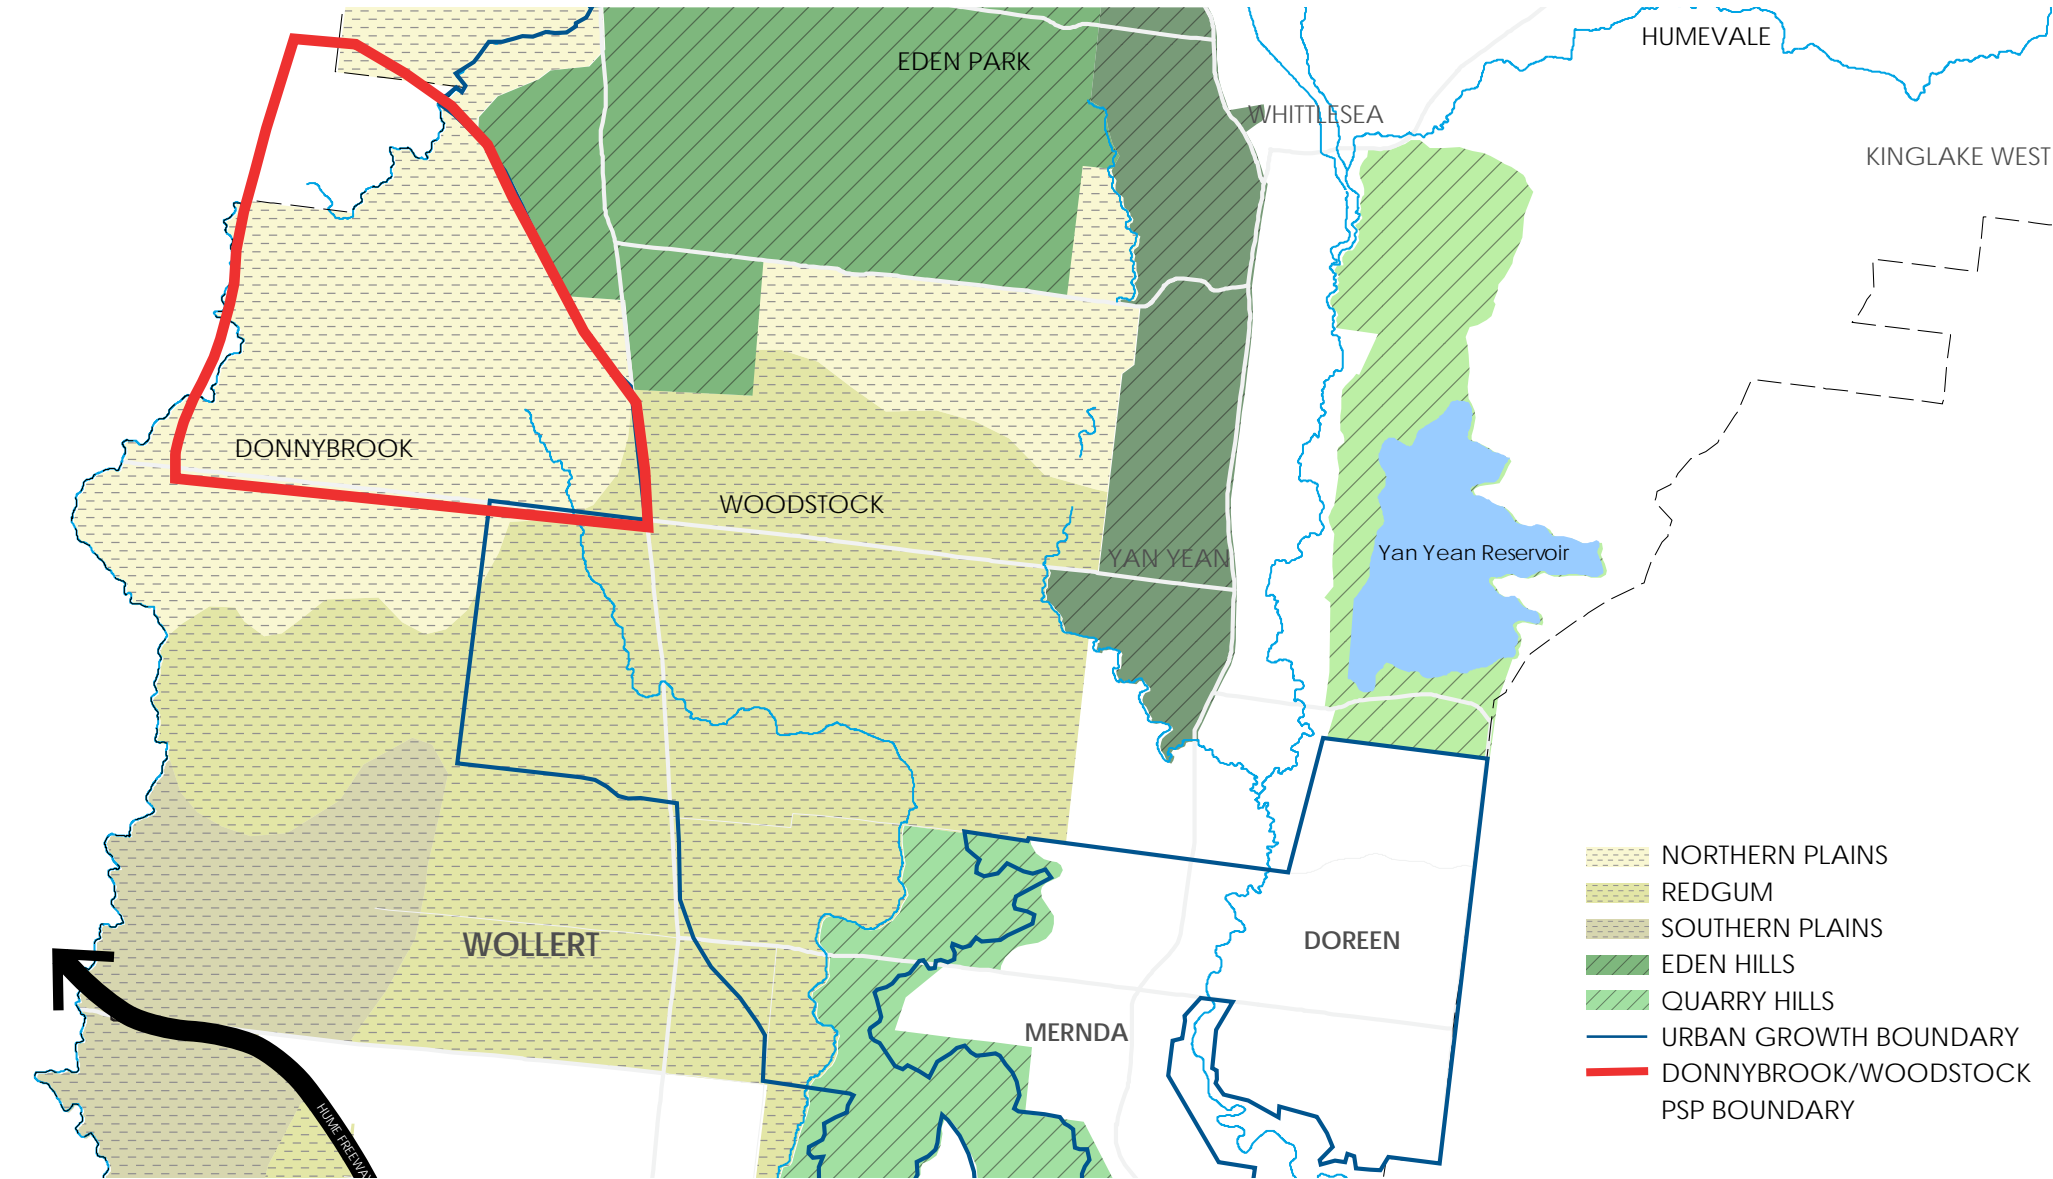 HUMEVALE
EDEN PARK
WHITTLESEA
KINGLAKE WEST
DONNYBROOK
WOODSTOCK
YAN YEAN
Yan Yean Reservoir
WOLLERT
DOREEN
MERNDA
HUME FREEWAY
NORTHERN PLAINS
REDGUM
SOUTHERN PLAINS
EDEN HILLS
QUARRY HILLS
URBAN GROWTH BOUNDARY
DONNYBROOK/WOODSTOCK
PSP BOUNDARY